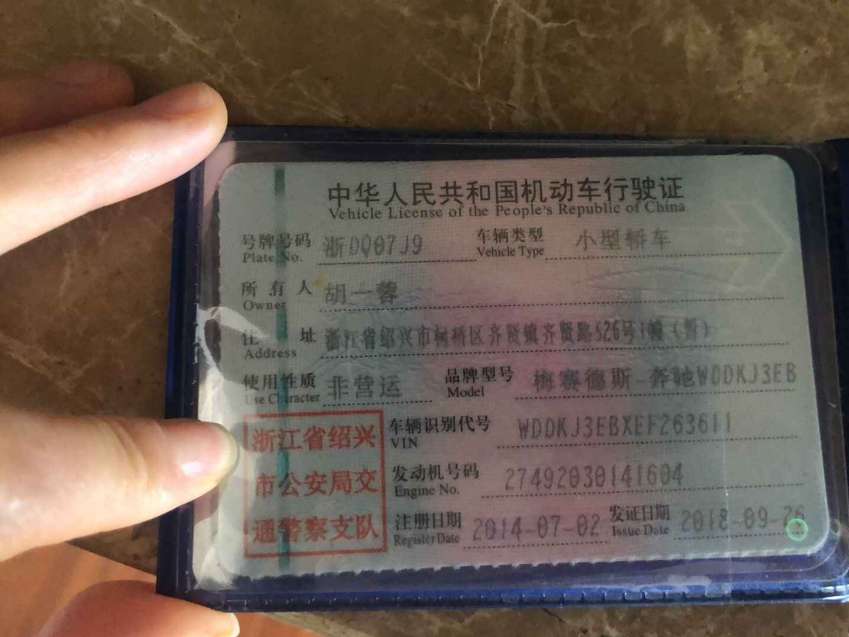 中华人民共和国机动车行驶证
Vehicle License of the People's Republic of China
号牌号码 浙DQ07J9 车辆类型 小型轿车
Plate No. Vehicle Type
所有人 胡一蓉
Owner
住址 浙江省绍兴市柯桥区齐贤镇齐贤路526号1幢(暂)
Address
使用性质 非营运 品牌型号 梅赛德斯-奔驰WDDKJ3EB
Use Character Model
浙江省绍兴 车辆识别代号 WDDKJ3EBXEF263611
VIN
市公安局交 发动机号码 27492030141604
Engine No.
通警察支队 注册日期 2014-07-02 发证日期 2018-09-26
Register Date Issue Date